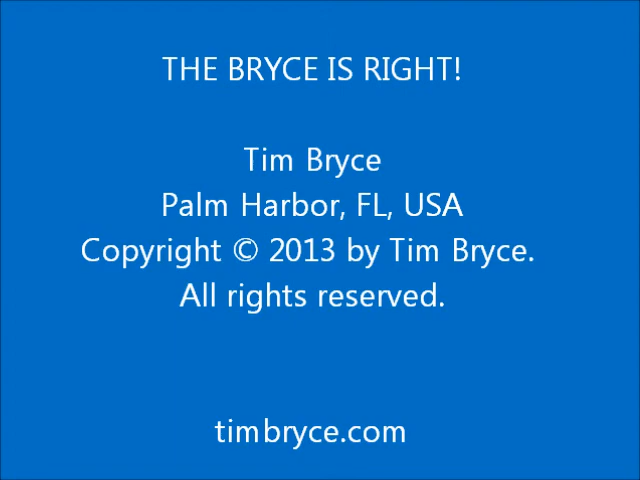 THE BRYCE IS RIGHT!
Tim Bryce
Palm Harbor, FL, USA
Copyright © 2013 by Tim Bryce.
All rights reserved.
timbryce.com